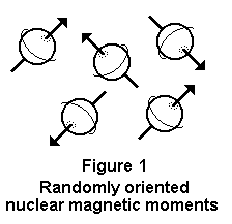 Figure 1
Randomly oriented
nuclear magnetic moments